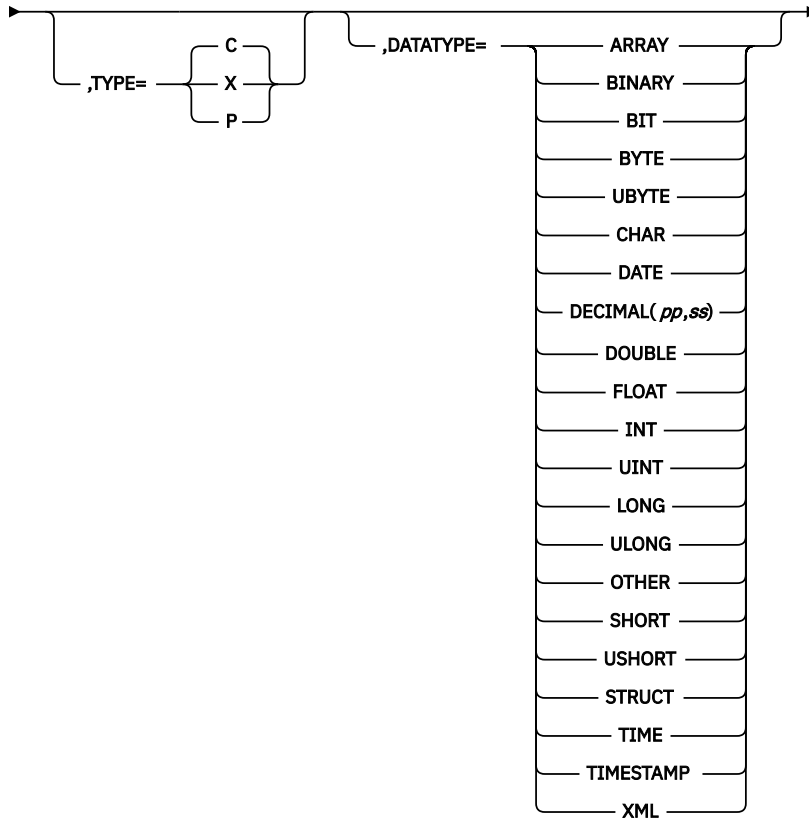 ,DATATYPE= ARRAY
C
,TYPE= X
P
BINARY
BIT
BYTE
UBYTE
CHAR
DATE
DECIMAL(pp,ss)
DOUBLE
FLOAT
INT
UINT
LONG
ULONG
OTHER
SHORT
USHORT
STRUCT
TIME
TIMESTAMP
XML